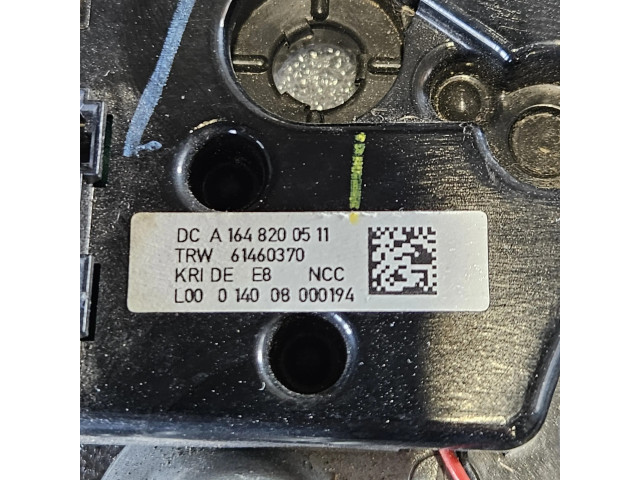 DC A 164 820 05 11
TRW 61460370
KRI DE E8 NCC
L00 0 140 08 000194